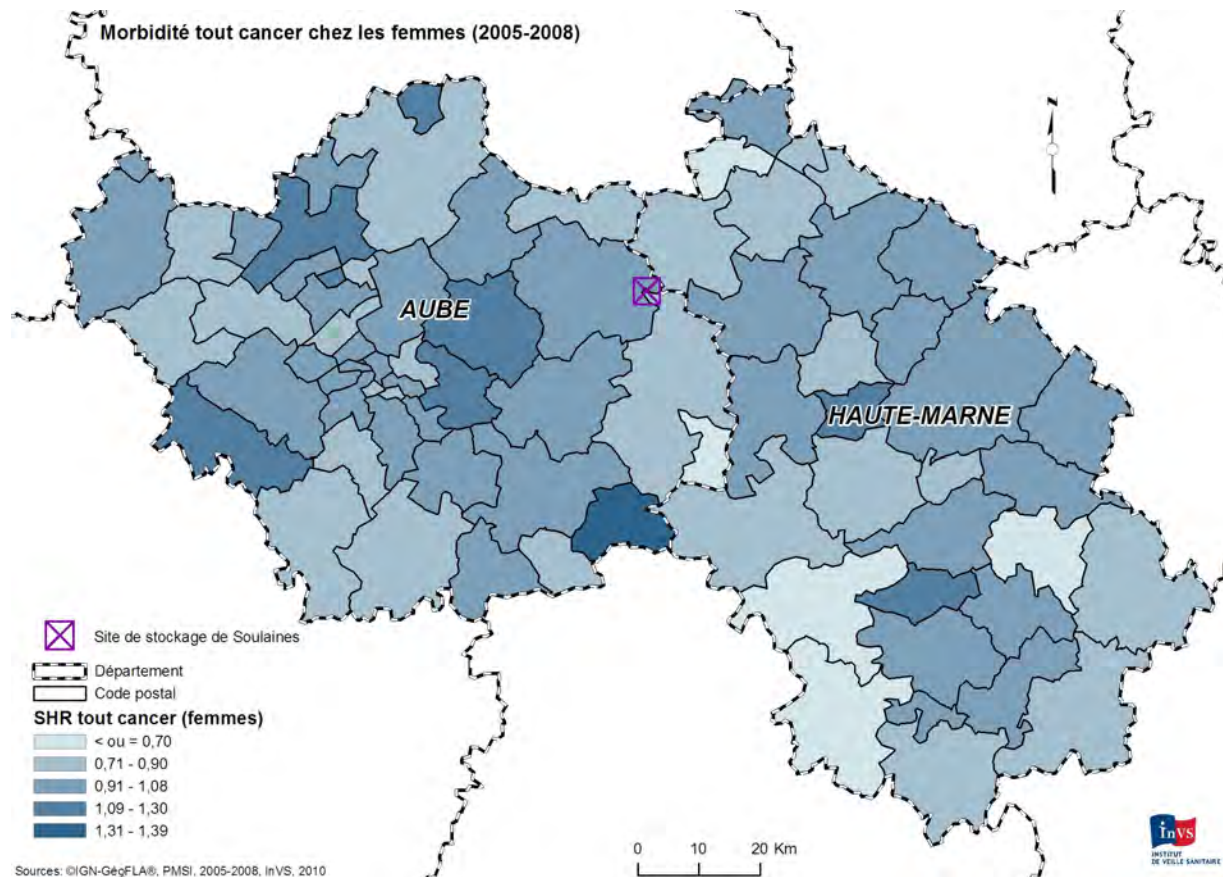 Morbidité tout cancer chez les femmes (2005-2008)
N
AUBE
HAUTE-MARNE
Site de stockage de Soulaines
Département
Code postal
SHR tout cancer (femmes)
< ou = 0,70
0,71 - 0,90
0,91 - 1,08
1,09 - 1,30
1,31 - 1,39
0 10 20 Km
inVS
INSTITUT
DE VEILLE SANITAIRE
Sources: ©IGN-GéoFLA®, PMSI, 2005-2008, InVS, 2010